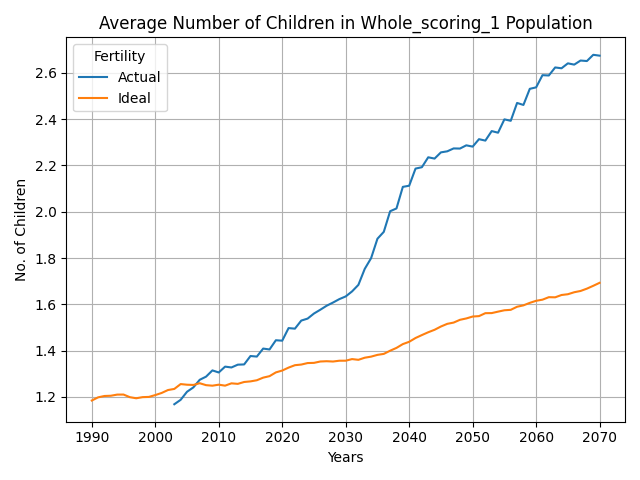 Average Number of Children in Whole_scoring_1 Population
Fertility
Actual
Ideal
No. of Children
2.6
2.4
2.2
2.0
1.8
1.6
1.4
1.2
1990 2000 2010 2020 2030 2040 2050 2060 2070
Years